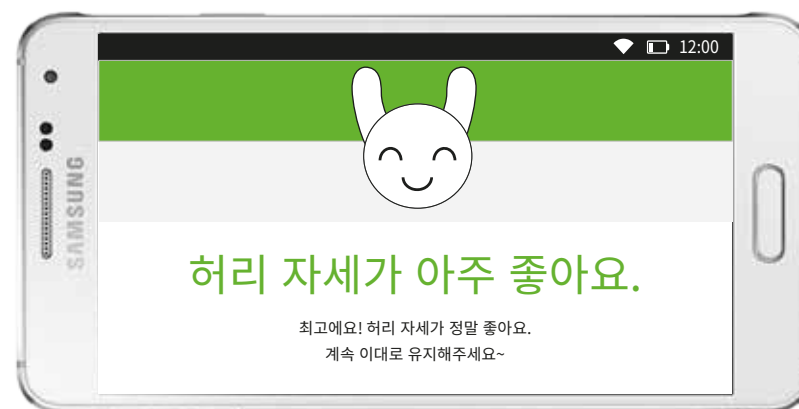 12:00
SAMSUNG
허리 자세가 아주 좋아요.
최고에요! 허리 자세가 정말 좋아요.
계속 이대로 유지해주세요~